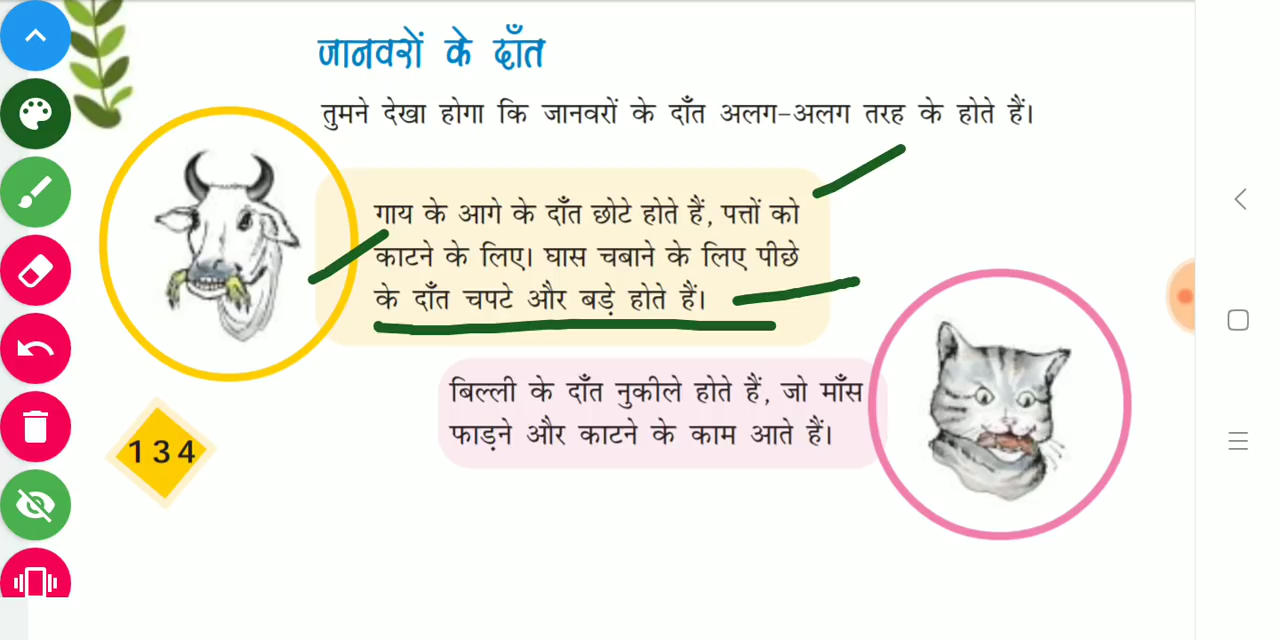 जानवरों के दाँत
तुमने देखा होगा कि जानवरों के दाँत अलग-अलग तरह के होते हैं।
गाय के आगे के दाँत छोटे होते हैं, पत्तों को
काटने के लिए। घास चबाने के लिए पीछे
के दाँत चपटे और बड़े होते हैं।
बिल्ली के दाँत नुकीले होते हैं, जो माँस
फाड़ने और काटने के काम आते हैं।
134